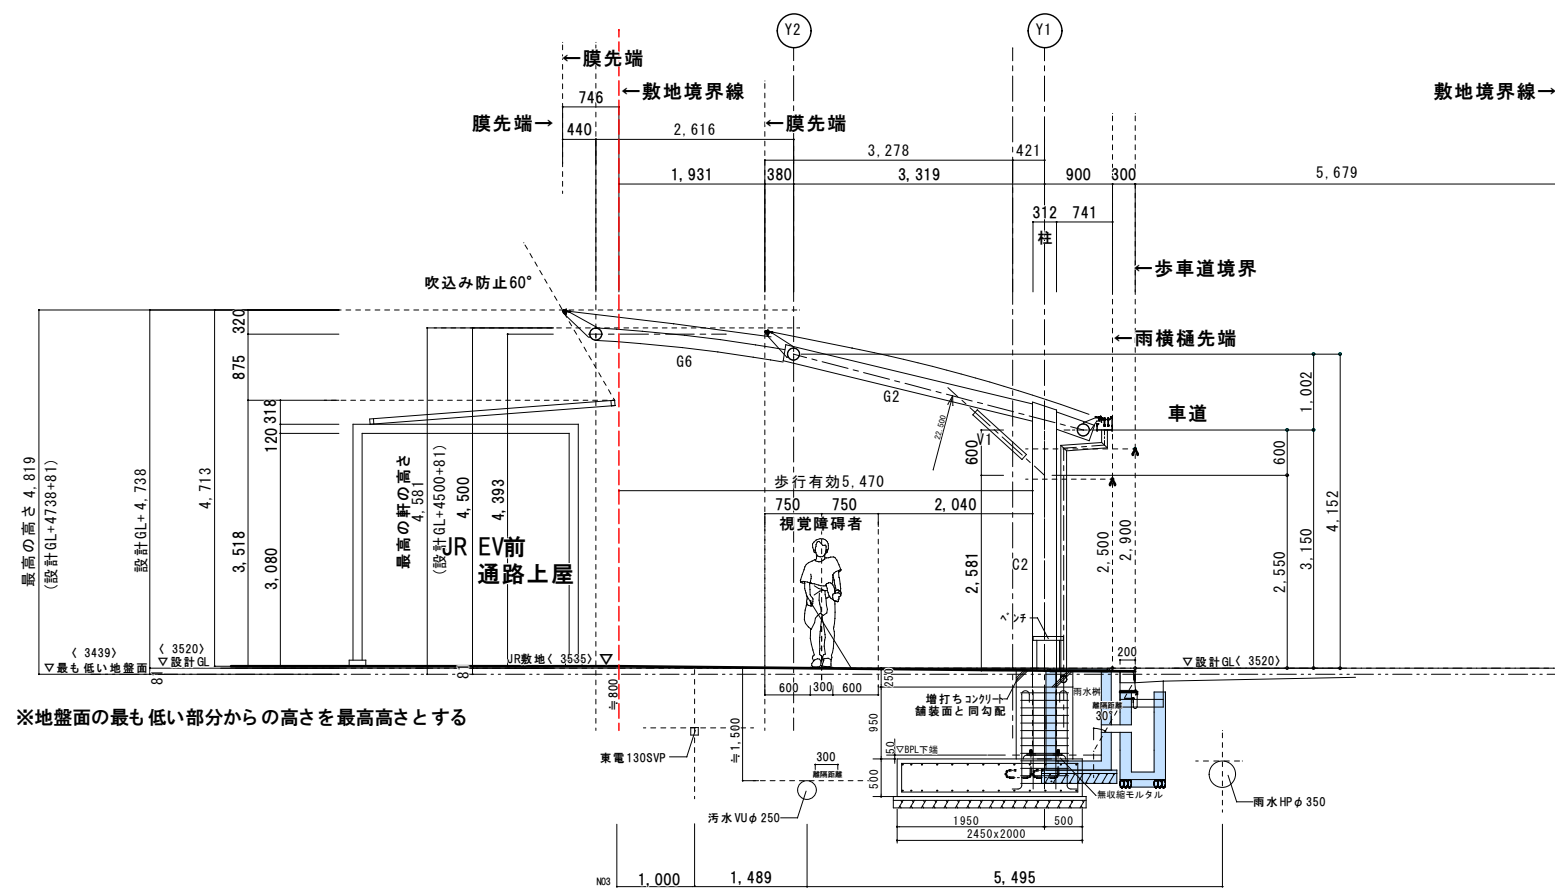 Y2
Y1
←膜先端
746
←敷地境界線
敷地境界線→
膜先端→
440
2,616
←膜先端
3,278
421
1,931
380
3,319
900
300
5,679
312
741
柱
←歩車道境界
吹込み防止60°
←雨横樋先端
320
875
318
120
G6
G2
22,500
V1
車道
1,002
600
600
最高の高さ4,819
(設計GL+4738+81)
設計GL+4,738
4,713
3,518
3,080
最高の軒の高さ
4,581
(設計GL+4500+81)
4,500
4,393
JR EV前
通路上屋
歩行有効5,470
750
750
2,040
視覚障碍者
2,581
C2
2,500
2,900
2,550
3,150
4,152
ベンチ
〈 3439〉
〈 3520〉
▽最も低い地盤面
▽設計GL
JR敷地〈 3535〉▽
200
▽設計GL〈 3520〉
81
81
≒800
600
300
600
250
増打ちコンクリート
舗装面と同勾配
雨水桝
離隔距離
30
※地盤面の最も低い部分からの高さを最高高さとする
≒1,500
950
50
▽BPL下端
300
離隔距離
500
東電130SVP
無収縮モルタル
汚水VUφ250
雨水HPφ350
1950
500
2450x2000
N03
1,000
1,489
5,495